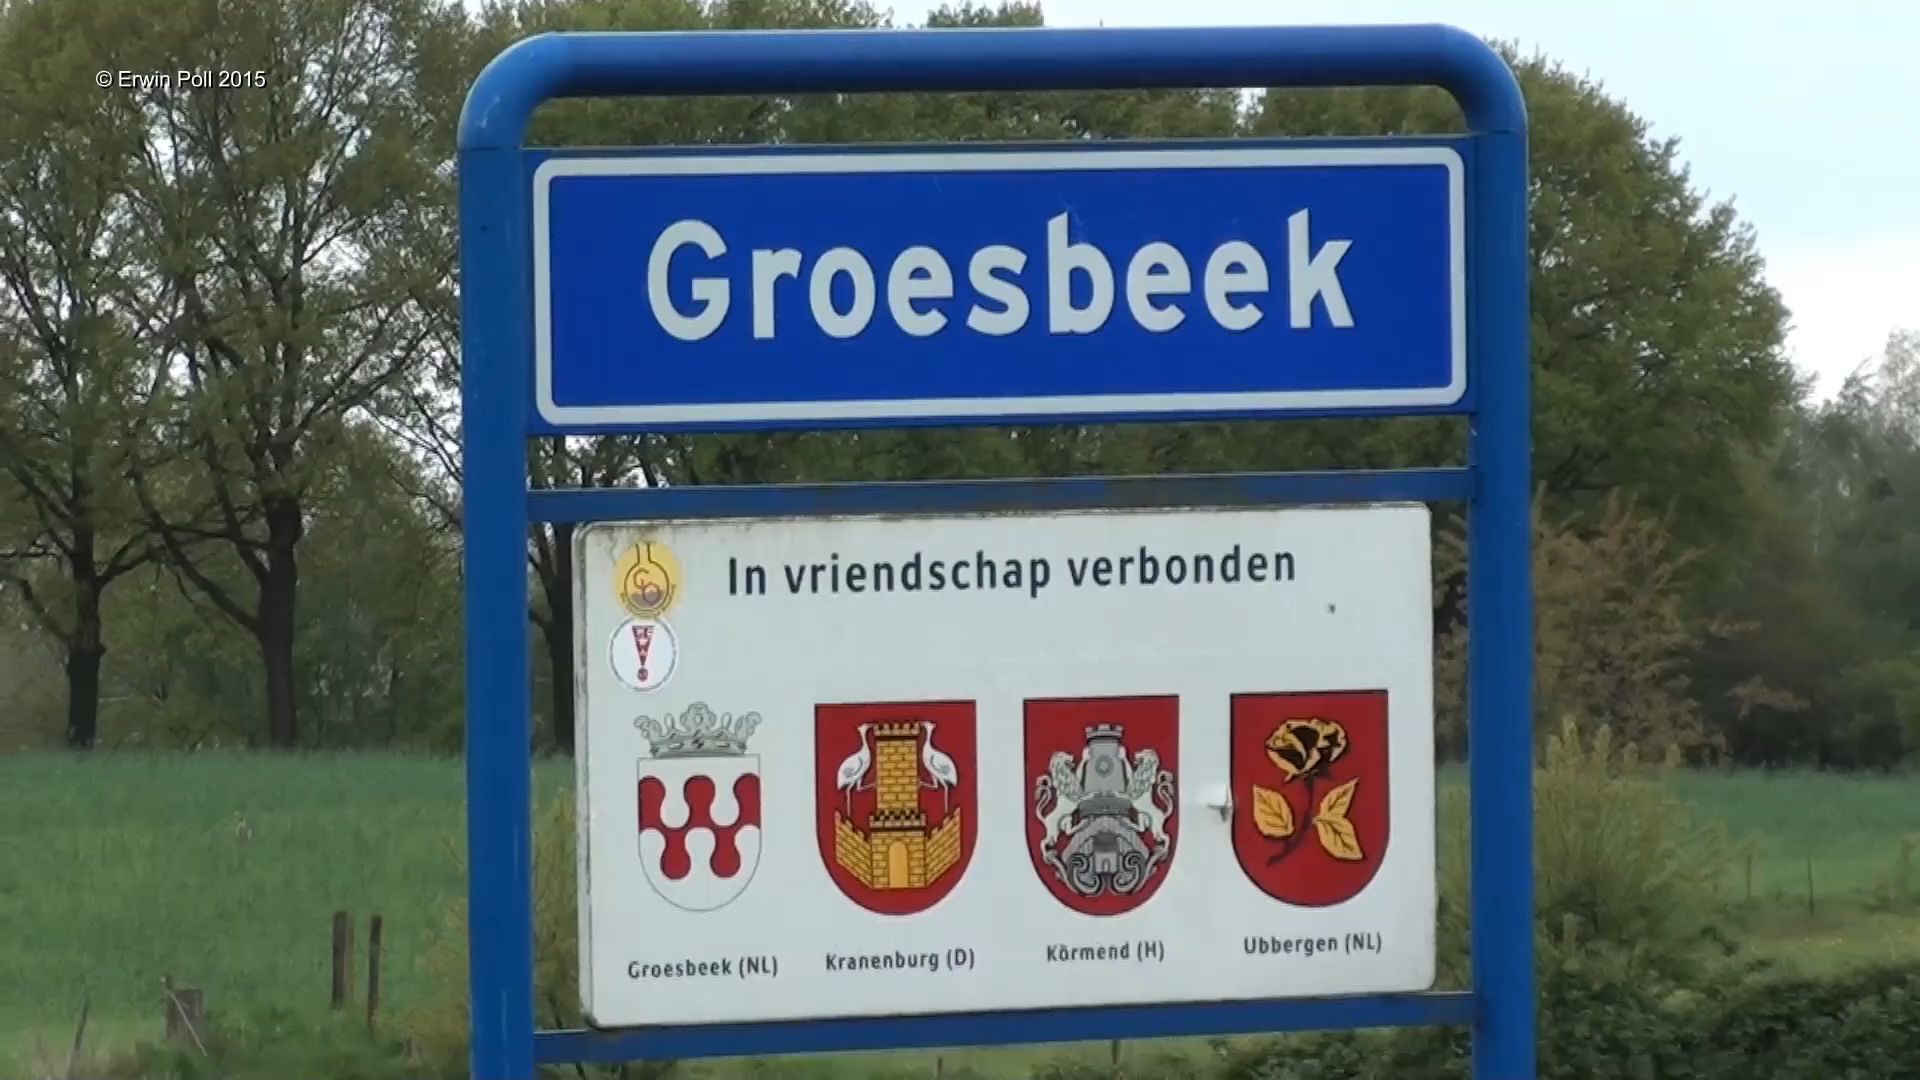 © Erwin Poll 2015
Groesbeek
In vriendschap verbonden
Groesbeek (NL)
Kranenburg (D)
Körmend (H)
Ubbergen (NL)